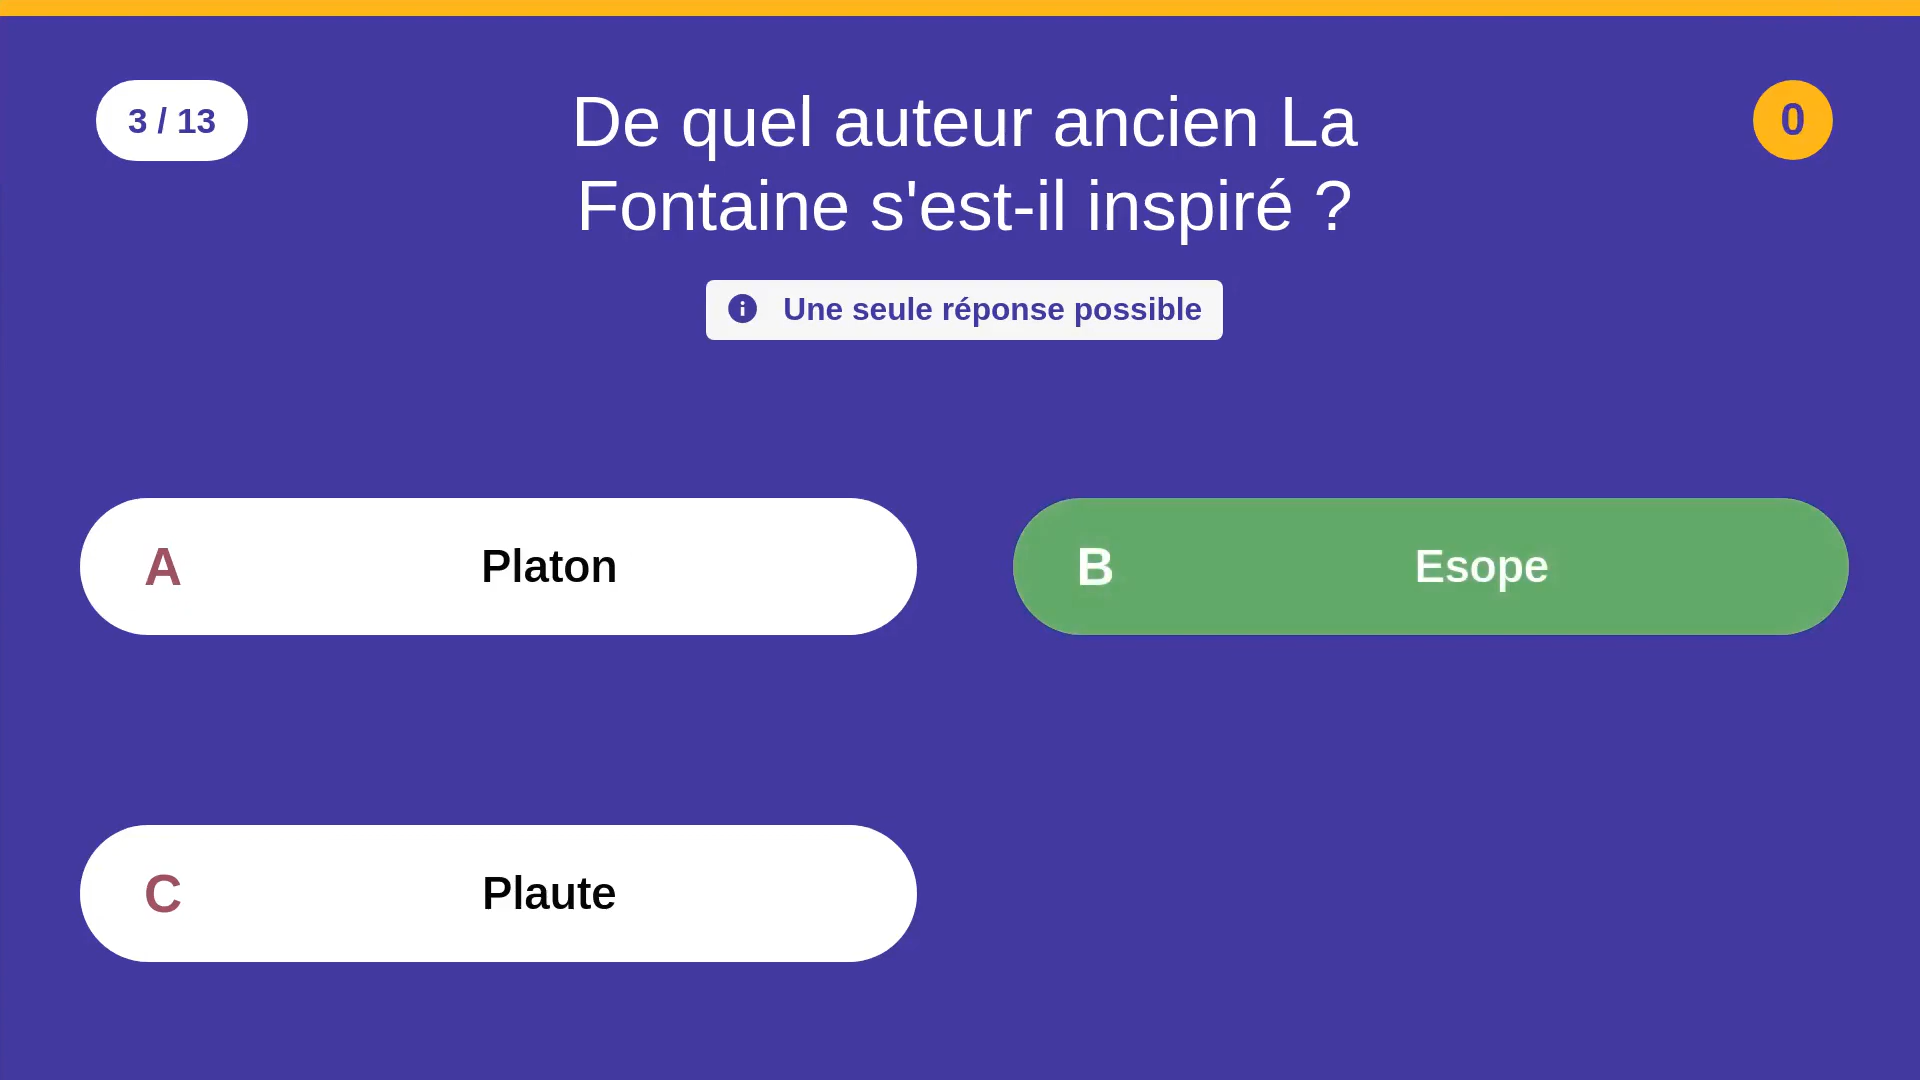 3 / 13
De quel auteur ancien La
Fontaine s'est-il inspiré ?
0
Une seule réponse possible
A Platon
B Esope
C Plaute